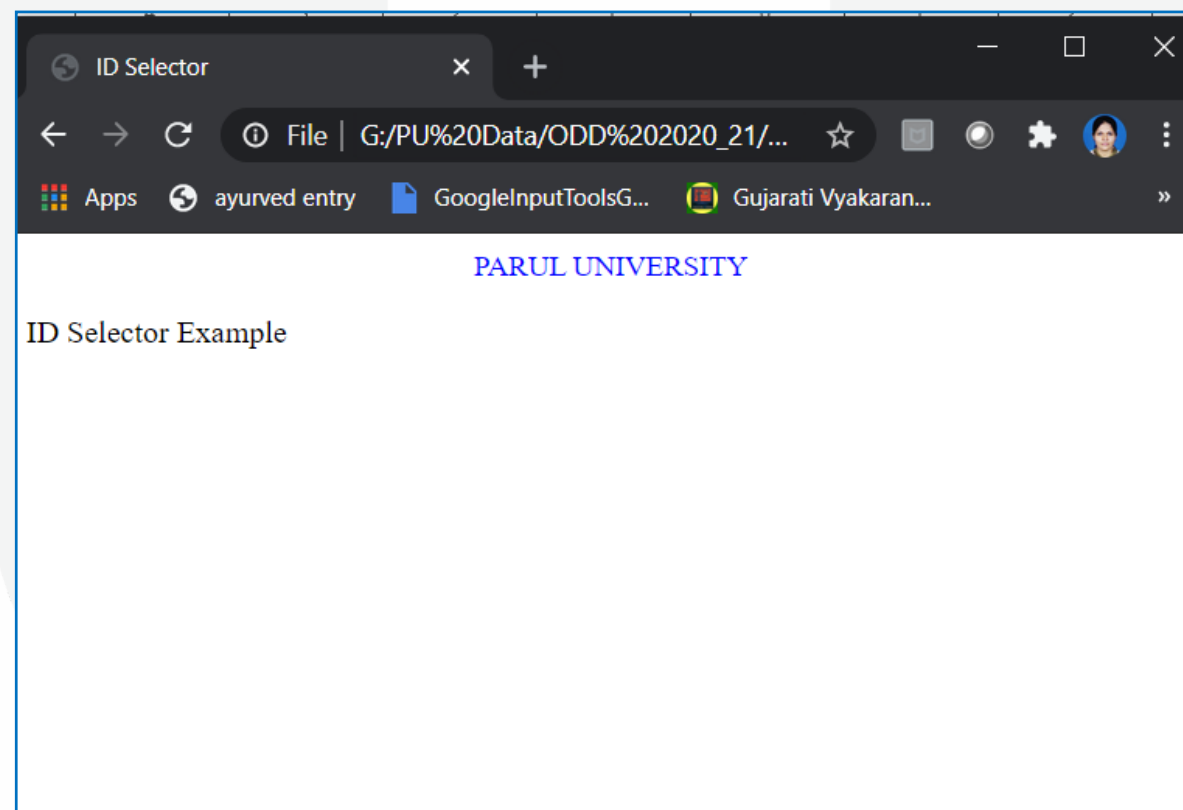 ID Selector
File | G:/PU%20Data/ODD%202020_21/...
Apps ayurved entry GoogleInputToolsG... Gujarati Vyakaran... »
PARUL UNIVERSITY
ID Selector Example